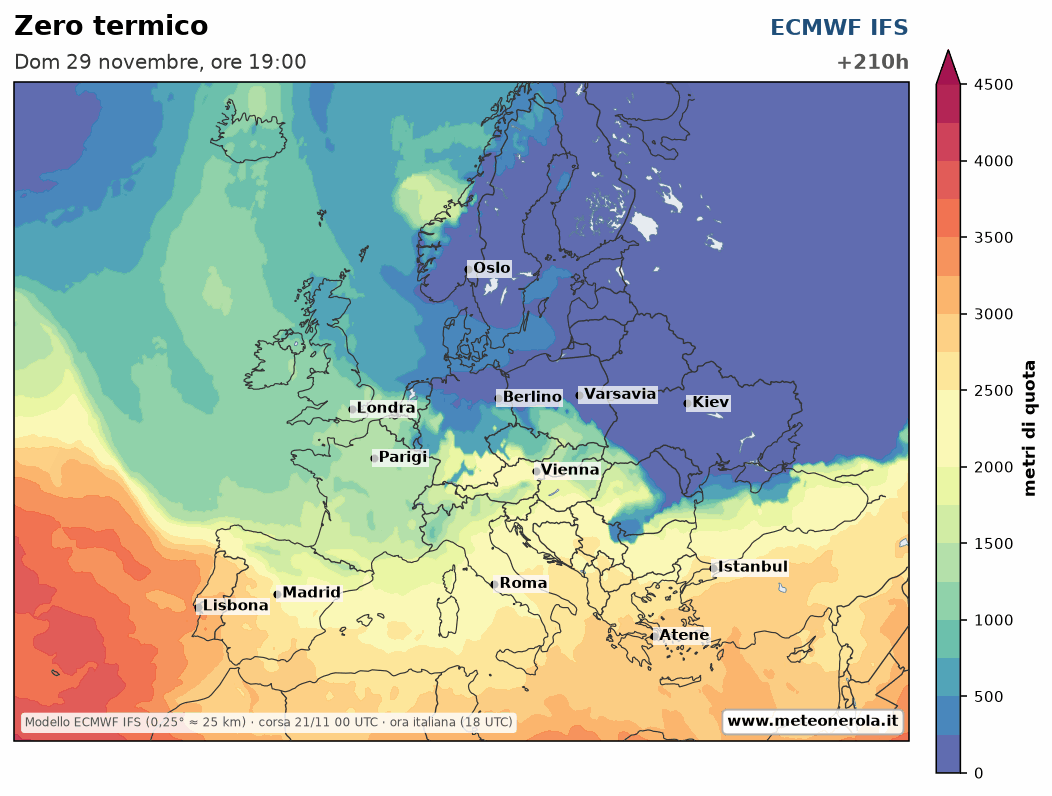 Zero termico
ECMWF IFS
Dom 29 novembre, ore 19:00
+210h
4500
4000
3500
3000
2500
2000
1500
1000
500
0
metri di quota
Oslo
Londra
Berlino
Varsavia
Kiev
Parigi
Vienna
Istanbul
Roma
Madrid
Lisbona
Atene
Modello ECMWF IFS (0,25° ≈ 25 km) · corsa 21/11 00 UTC · ora italiana (18 UTC)
www.meteonerola.it